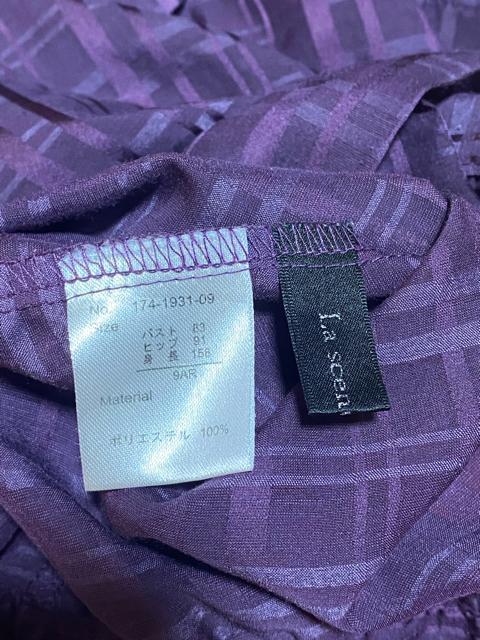 No. 174-1931-09
Size
バスト 83
ヒップ 91
身長 158
9AR
Material
ポリエステル 100%
La scen